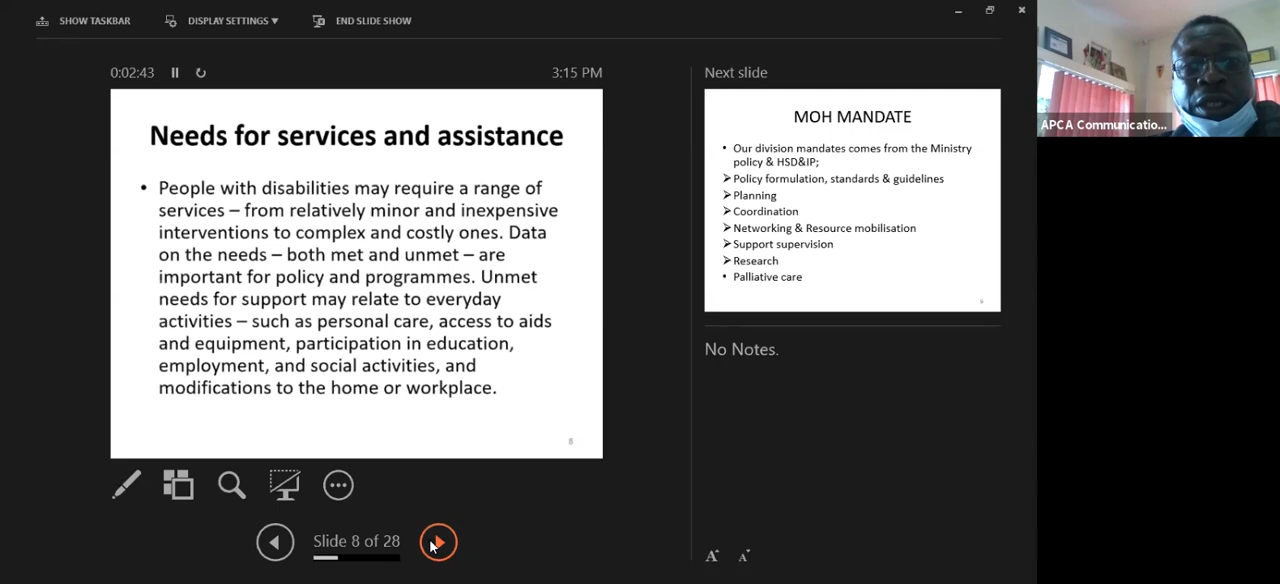 SHOW TASKBAR
DISPLAY SETTINGS ▼
END SLIDE SHOW
0:02:43
3:15 PM
Needs for services and assistance
• People with disabilities may require a range of
services – from relatively minor and inexpensive
interventions to complex and costly ones. Data
on the needs – both met and unmet – are
important for policy and programmes. Unmet
needs for support may relate to everyday
activities – such as personal care, access to aids
and equipment, participation in education,
employment, and social activities, and
modifications to the home or workplace.
8
Slide 8 of 28
Next slide
MOH MANDATE
• Our division mandates comes from the Ministry
policy & HSD&IP;
➢ Policy formulation, standards & guidelines
➢ Planning
➢ Coordination
➢ Networking & Resource mobilisation
➢ Support supervision
➢ Research
• Palliative care
No Notes.
A A
APCA Communicatio...